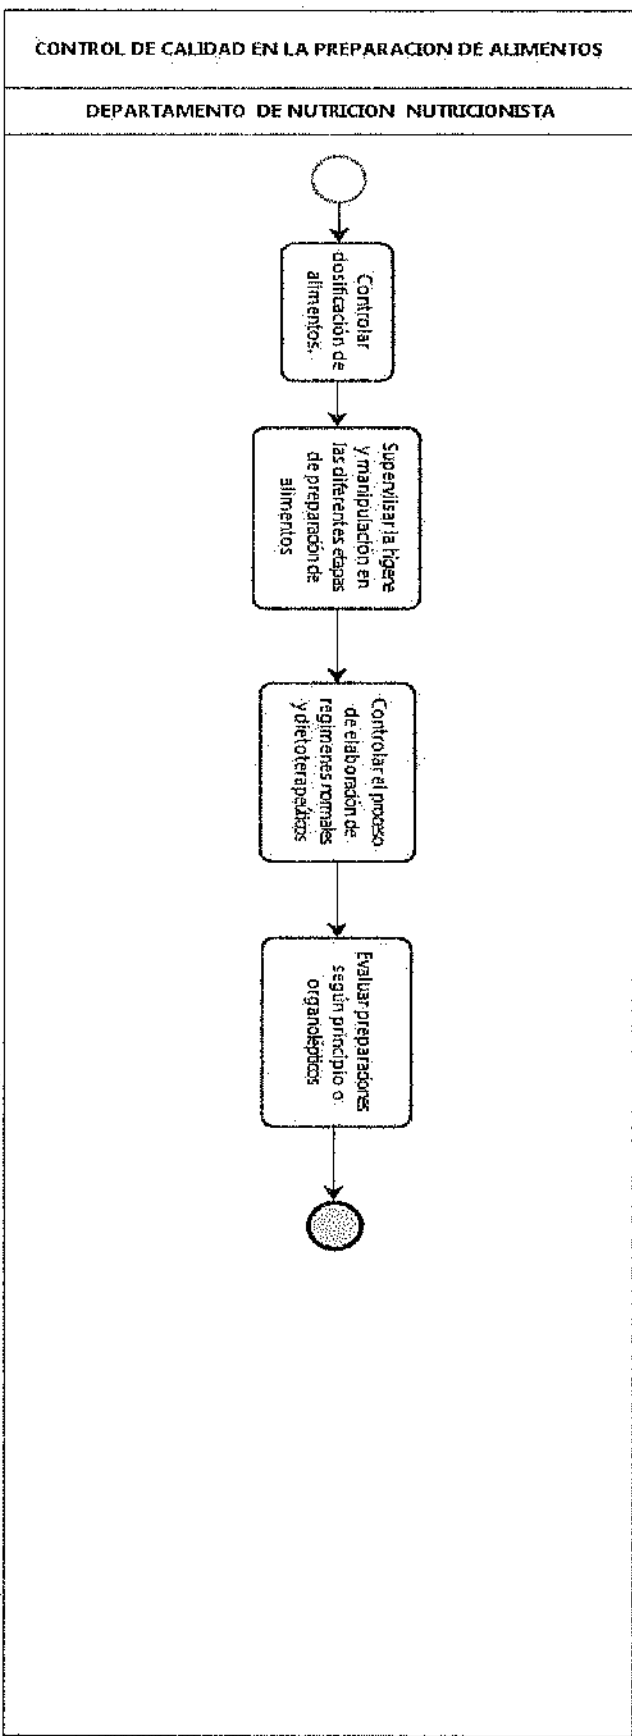 CONTROL DE CALIDAD EN LA PREPARACION DE ALIMENTOS
DEPARTAMENTO DE NUTRICION NUTRICIONISTA
Controlar
dosificación de
alimentos.
Supervisar la higene
y manipulación en
las diferentes etapas
de preparación de
alimentos
Controlar el proceso
de elaboración de
regimenes normales
y dietoterapeúticos
Evaluar preparaciones
según principio o
organolépticos